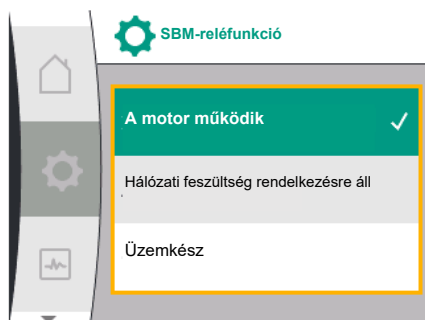 SBM-reléfunkció
A motor működik
Hálózati feszültség rendelkezésre áll
Üzemkész